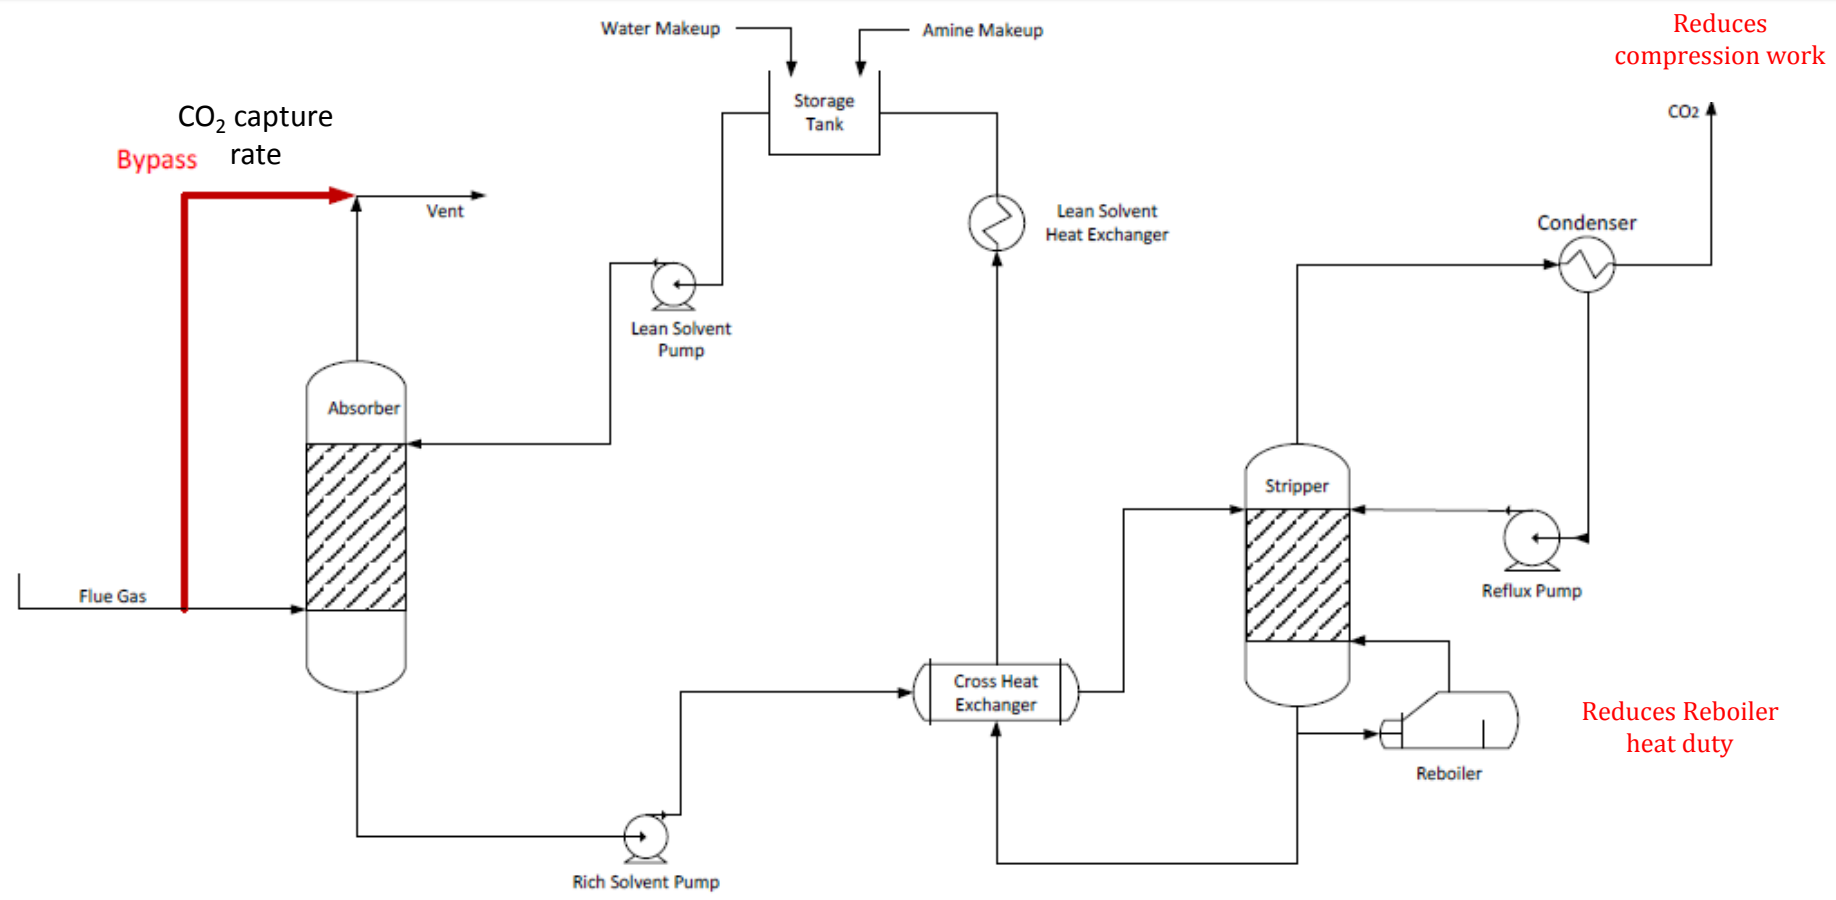 Water Makeup
Amine Makeup
Reduces
compression work
Storage
Tank
CO2
CO₂ capture
rate
Bypass
Vent
Lean Solvent
Heat Exchanger
Condenser
Lean Solvent
Pump
Absorber
Stripper
Flue Gas
Reflux Pump
Cross Heat
Exchanger
Reduces Reboiler
heat duty
Reboiler
Rich Solvent Pump